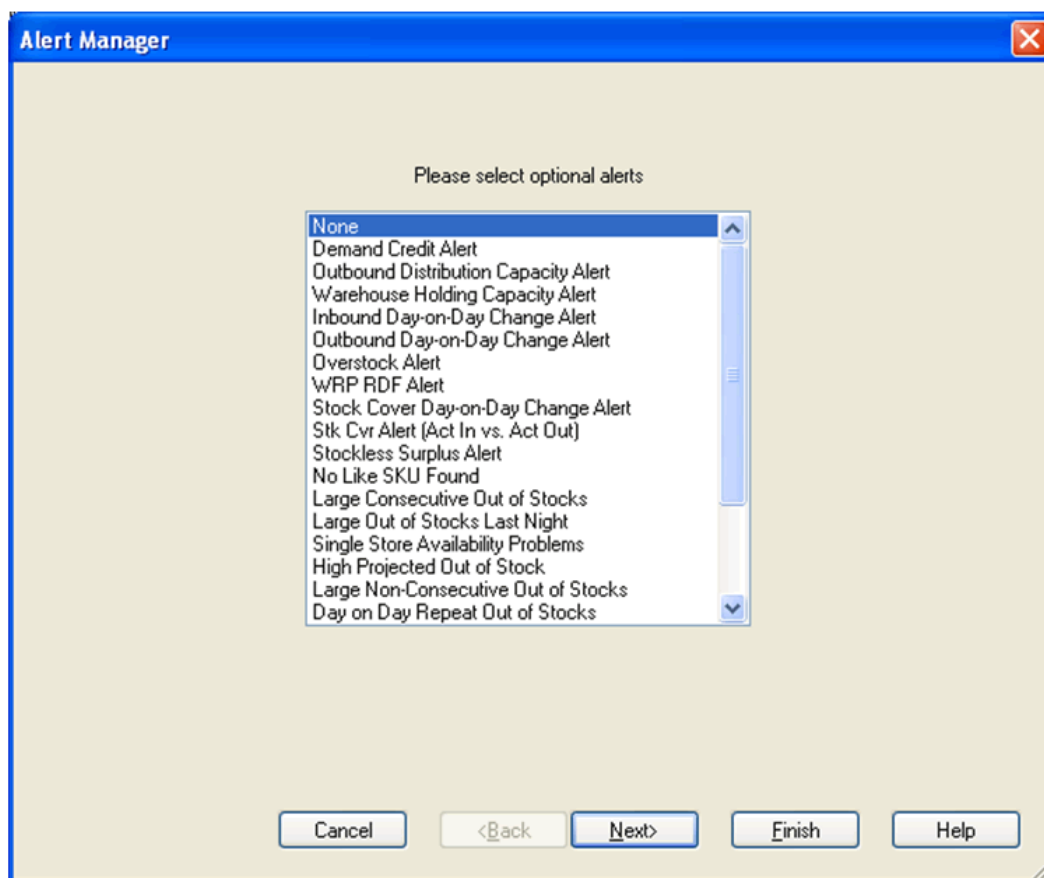 Alert Manager
Please select optional alerts
None
Demand Credit Alert
Outbound Distribution Capacity Alert
Warehouse Holding Capacity Alert
Inbound Day-on-Day Change Alert
Outbound Day-on-Day Change Alert
Overstock Alert
WRP RDF Alert
Stock Cover Day-on-Day Change Alert
Stk Cvr Alert (Act In vs. Act Out)
Stockless Surplus Alert
No Like SKU Found
Large Consecutive Out of Stocks
Large Out of Stocks Last Night
Single Store Availability Problems
High Projected Out of Stock
Large Non-Consecutive Out of Stocks
Day on Day Repeat Out of Stocks
Cancel <Back Next> Finish Help